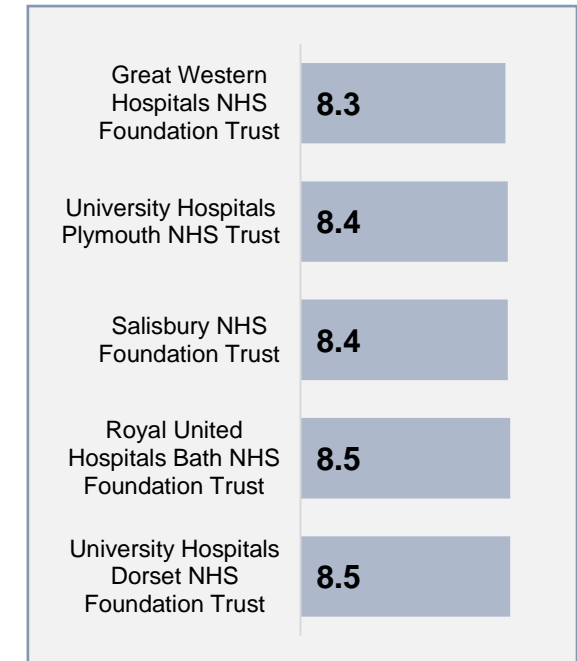 Great Western
Hospitals NHS
Foundation Trust
8.3
University Hospitals
Plymouth NHS Trust
8.4
Salisbury NHS
Foundation Trust
8.4
Royal United
Hospitals Bath NHS
Foundation Trust
8.5
University Hospitals
Dorset NHS
Foundation Trust
8.5